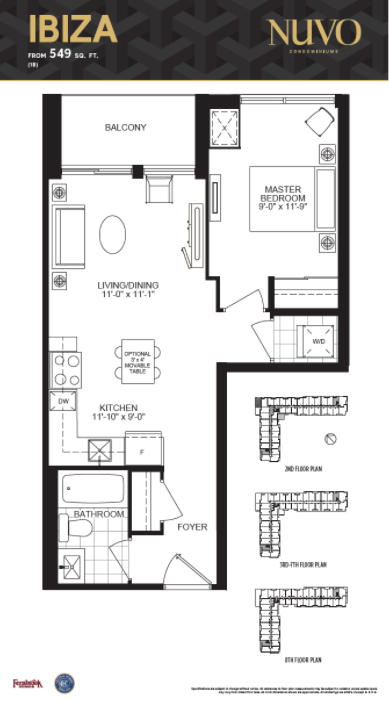 IBIZA
NUVO
CONDOMINIUMS
FROM 549 SQ. FT.
(1B)
BALCONY
MASTER
BEDROOM
9'-0" x 11'-9"
LIVING/DINING
11'-0" x 11'-1"
W/D
OPTIONAL
3' x 4'
MOVABLE
TABLE
DW
KITCHEN
11'-10" x 9'-0"
F
BATHROOM
FOYER
2ND FLOOR PLAN
3RD-7TH FLOOR PLAN
8TH FLOOR PLAN
Fernbrook